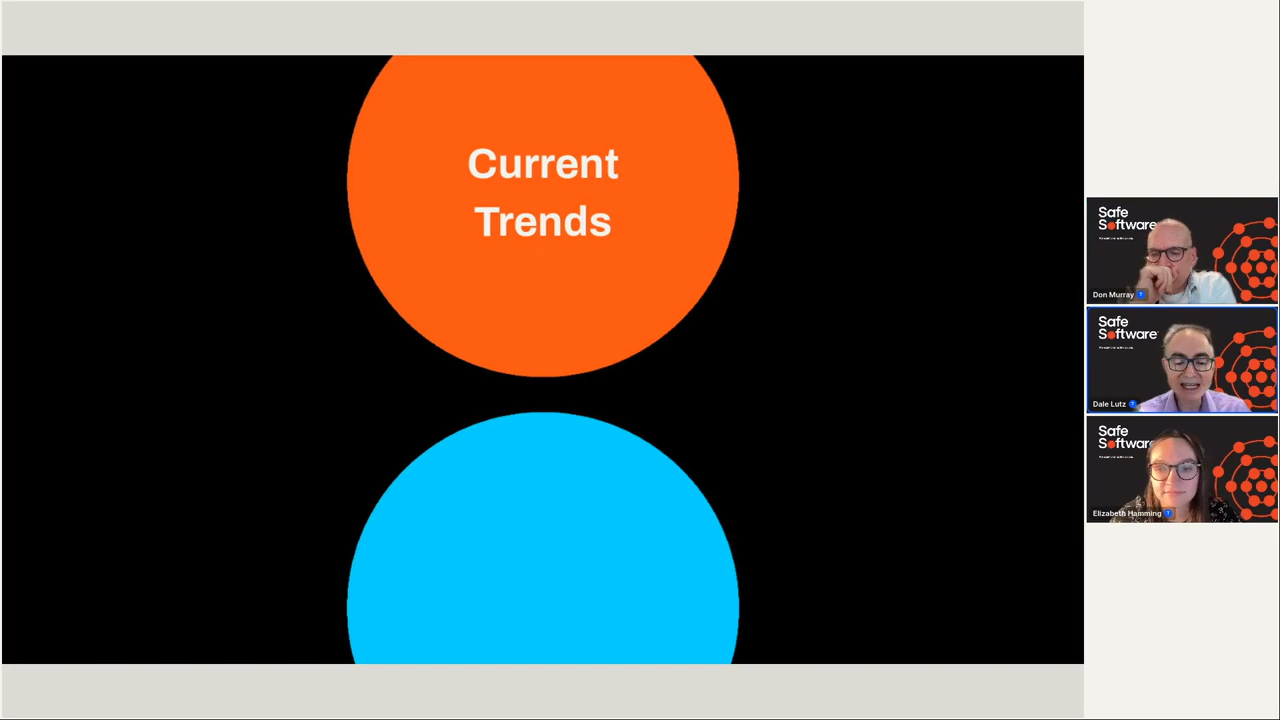 Current
Trends
Safe
Software
Don Murray
Safe
Software
Dale Lutz
Safe
Software
Elizabeth Hamming